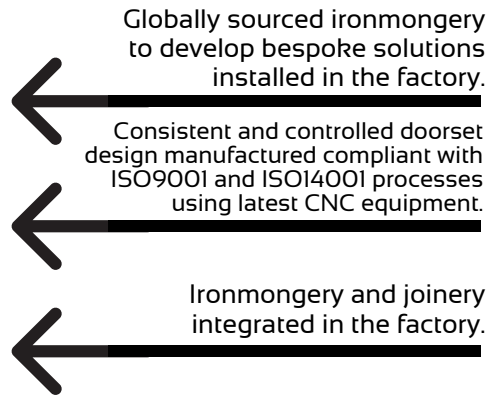 Globally sourced ironmongery
to develop bespoke solutions
installed in the factory.
Consistent and controlled doorset
design manufactured compliant with
ISO9001 and ISO14001 processes
using latest CNC equipment.
Ironmongery and joinery
integrated in the factory.